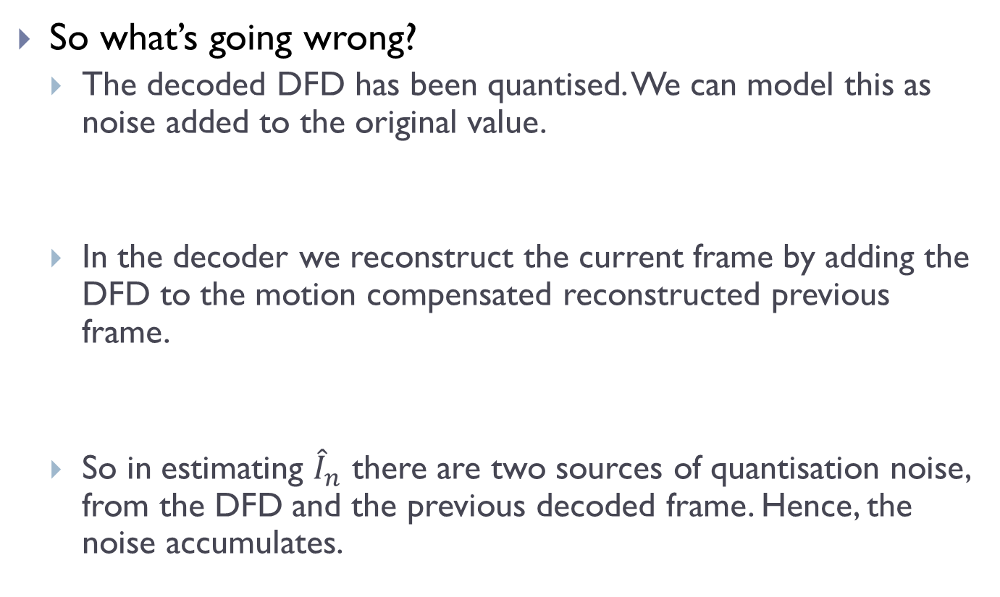 So what's going wrong?
The decoded DFD has been quantised. We can model this as
noise added to the original value.
In the decoder we reconstruct the current frame by adding the
DFD to the motion compensated reconstructed previous
frame.
So in estimating Îₙ there are two sources of quantisation noise,
from the DFD and the previous decoded frame. Hence, the
noise accumulates.